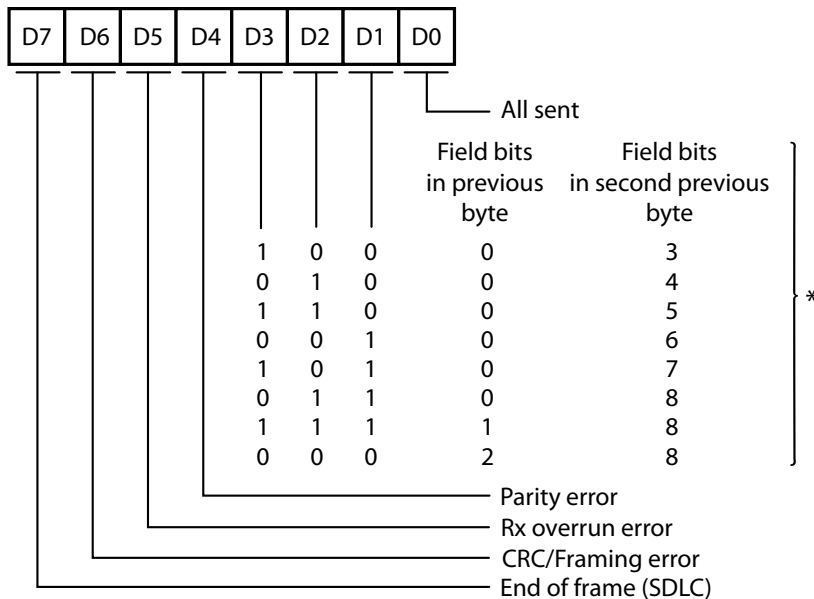 D7 D6 D5 D4 D3 D2 D1 D0
All sent
Field bits Field bits
in previous in second previous
byte byte
1 0 0 0 3
0 1 0 0 4
1 1 0 0 5
0 0 1 0 6
1 0 1 0 7
0 1 1 0 8
1 1 1 1 8
0 0 0 2 8
*
Parity error
Rx overrun error
CRC/Framing error
End of frame (SDLC)